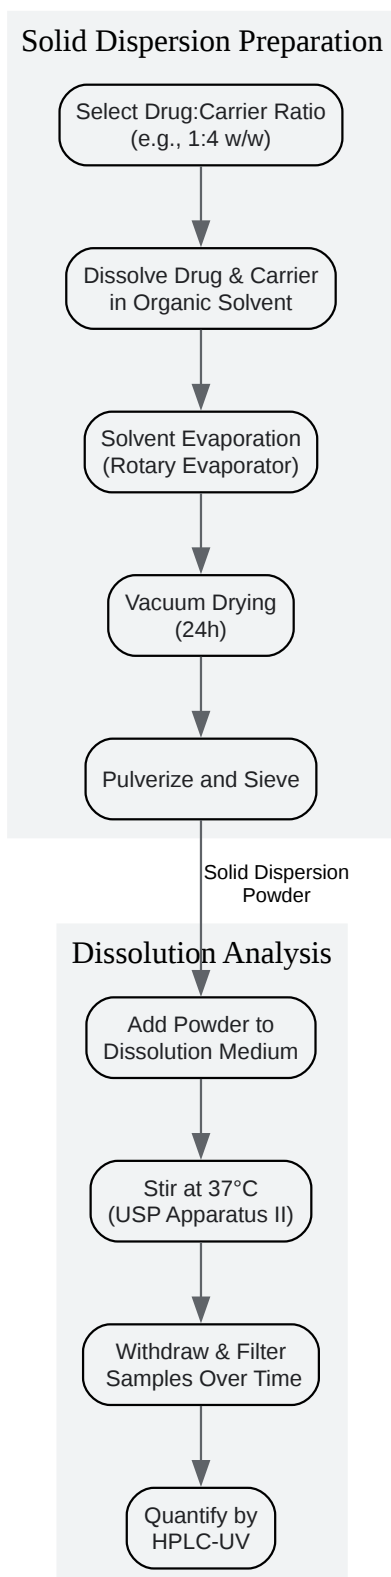 Solid Dispersion Preparation
Select Drug:Carrier Ratio
(e.g., 1:4 w/w)
Dissolve Drug & Carrier
in Organic Solvent
Solvent Evaporation
(Rotary Evaporator)
Vacuum Drying
(24h)
Pulverize and Sieve
Solid Dispersion
Powder
Dissolution Analysis
Add Powder to
Dissolution Medium
Stir at 37°C
(USP Apparatus II)
Withdraw & Filter
Samples Over Time
Quantify by
HPLC-UV